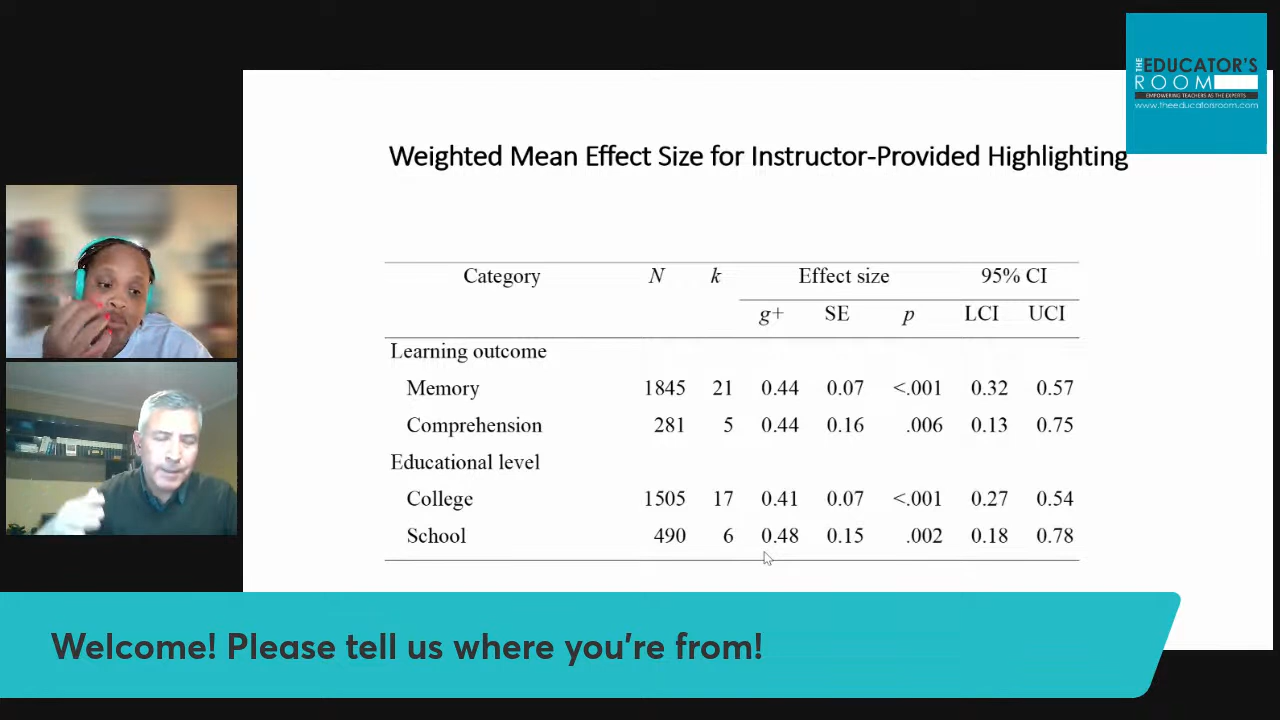 THE EDUCATOR'S
ROOM
EMPOWERING TEACHERS AS THE EXPERTS
www.theeducatorsroom.com
Weighted Mean Effect Size for Instructor-Provided Highlighting
Category N k Effect size 95% CI
g+ SE p LCI UCI
Learning outcome
Memory 1845 21 0.44 0.07 <.001 0.32 0.57
Comprehension 281 5 0.44 0.16 .006 0.13 0.75
Educational level
College 1505 17 0.41 0.07 <.001 0.27 0.54
School 490 6 0.48 0.15 .002 0.18 0.78
Welcome! Please tell us where you're from!